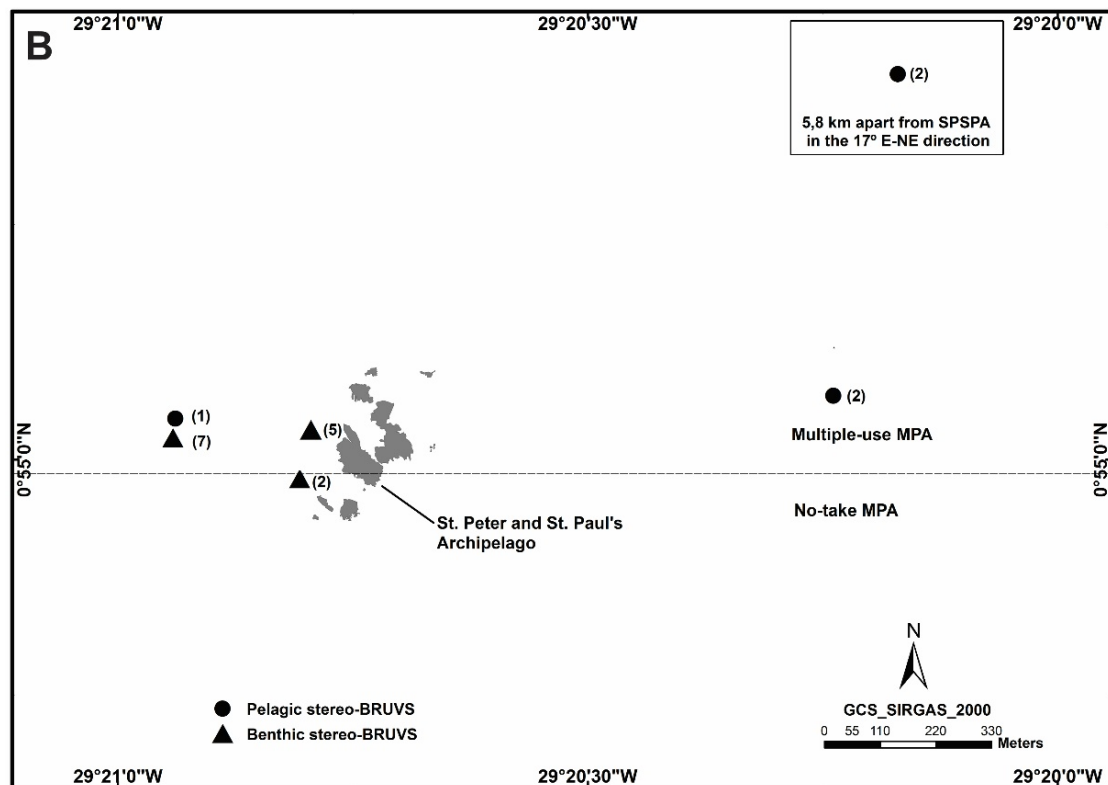 29°21'0"W
29°20'30"W
29°20'0"W
B
(2)
5,8 km apart from SPSPA
in the 17º E-NE direction
(1)
(7)
(5)
(2)
(2)
Multiple-use MPA
0°55'0"N
0°55'0"N
No-take MPA
St. Peter and St. Paul's
Archipelago
N
GCS_SIRGAS_2000
0 55 110 220 330
Meters
Pelagic stereo-BRUVS
Benthic stereo-BRUVS
29°21'0"W
29°20'30"W
29°20'0"W